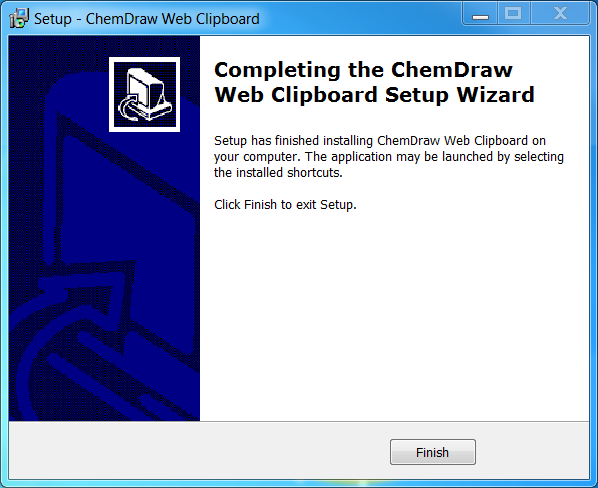 Setup - ChemDraw Web Clipboard
Completing the ChemDraw
Web Clipboard Setup Wizard
Setup has finished installing ChemDraw Web Clipboard on
your computer. The application may be launched by selecting
the installed shortcuts.
Click Finish to exit Setup.
Finish